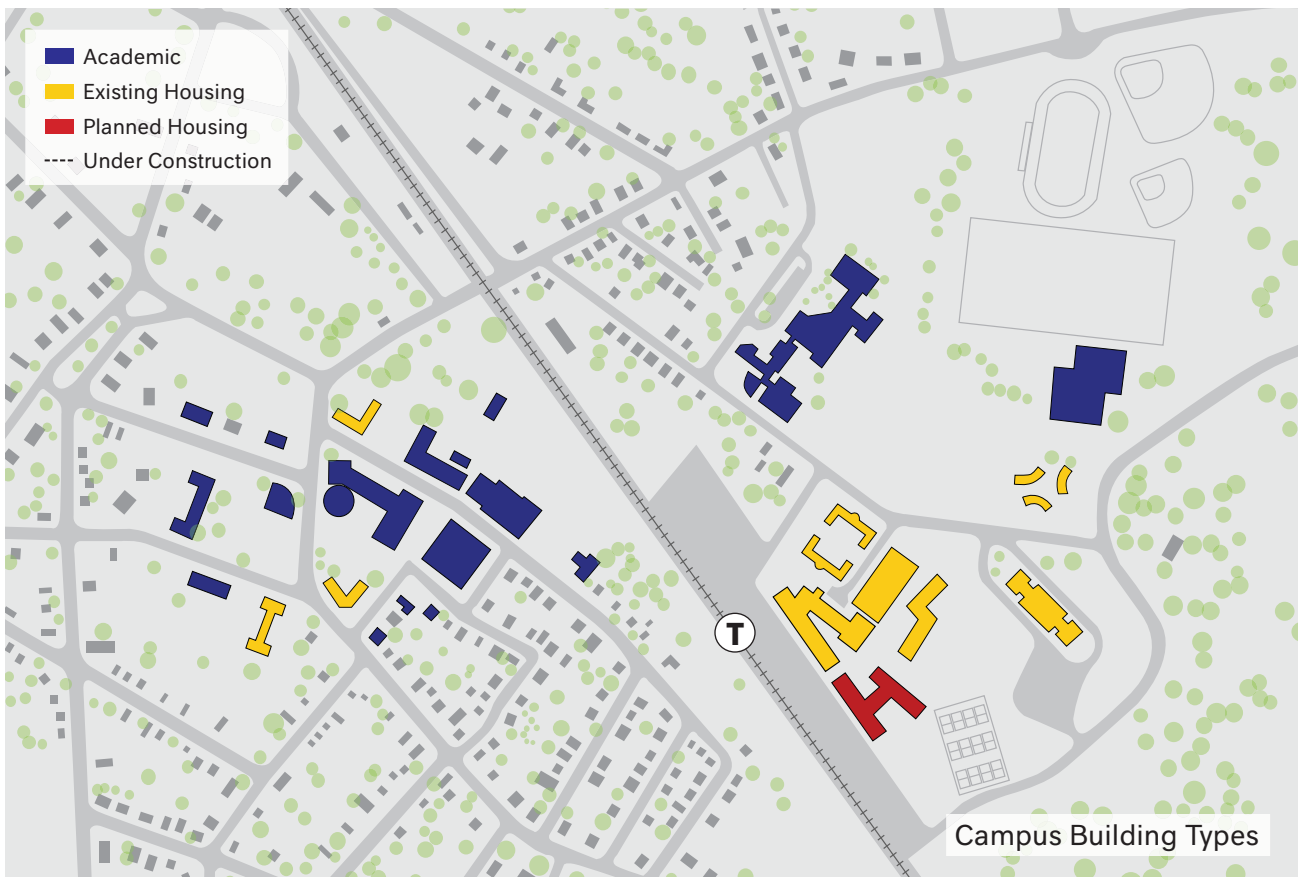 Academic
Existing Housing
Planned Housing
Under Construction
T
Campus Building Types